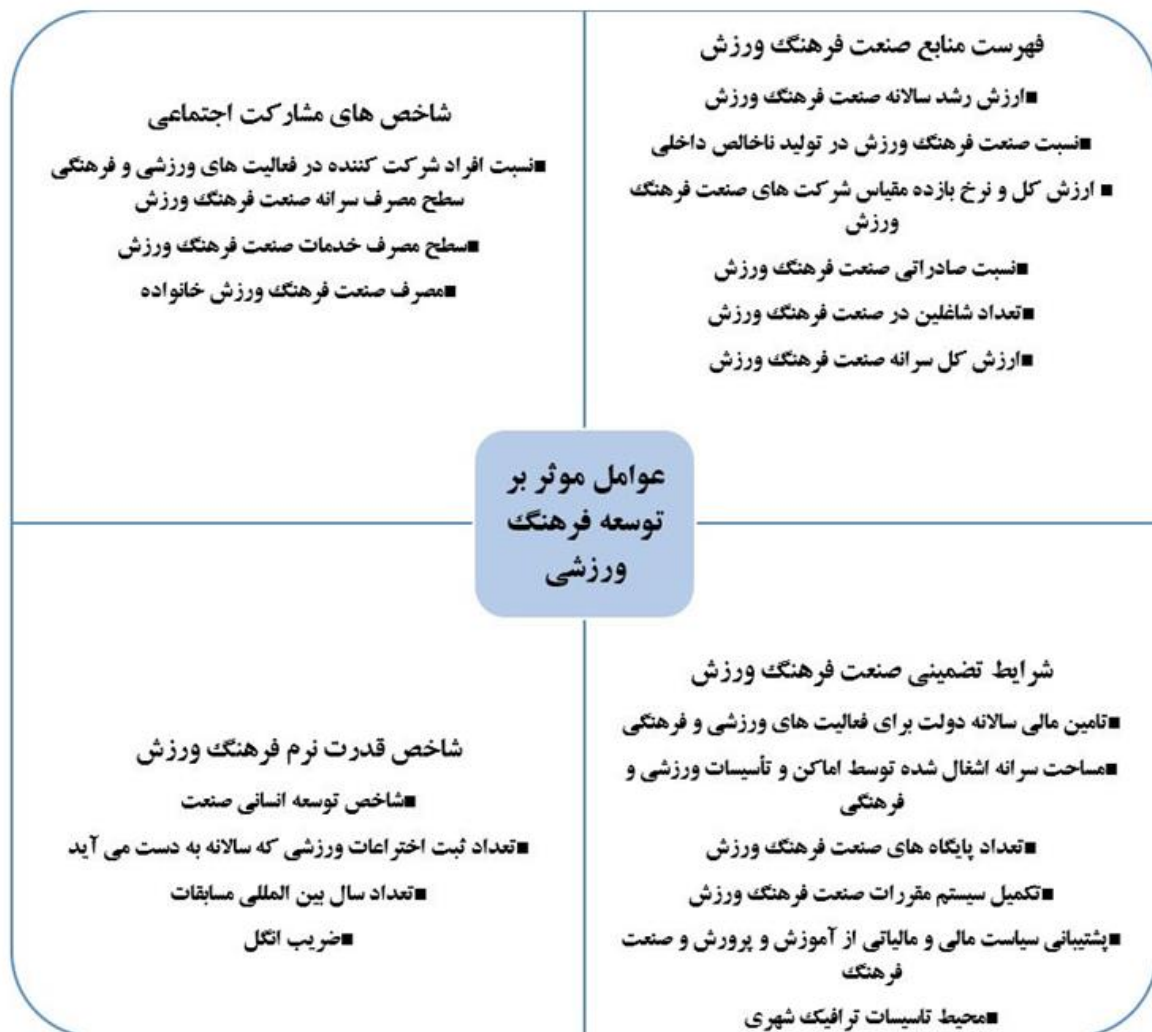 فهرست منابع صنعت فرهنگ ورزش
■ارزش رشد سالانه صنعت فرهنگ ورزش
■نسبت صنعت فرهنگ ورزش در تولید ناخالص داخلی
■ ارزش کل و نرخ بازده مقیاس شرکت های صنعت فرهنگ
ورزش
■نسبت صادراتی صنعت فرهنگ ورزش
■تعداد شاغلین در صنعت فرهنگ ورزش
■ارزش کل سرانه صنعت فرهنگ ورزش
شاخص های مشارکت اجتماعی
■نسبت افراد شرکت کننده در فعالیت های ورزشی و فرهنگی
سطح مصرف سرانه صنعت فرهنگ ورزش
■سطح مصرف خدمات صنعت فرهنگ ورزش
■مصرف صنعت فرهنگ ورزش خانواده
عوامل موثر بر
توسعه فرهنگ
ورزشی
شرایط تضمینی صنعت فرهنگ ورزش
■تامین مالی سالانه دولت برای فعالیت های ورزشی و فرهنگی
■مساحت سرانه اشغال شده توسط اماکن و تأسیسات ورزشی و
فرهنگی
■تعداد پایگاه های صنعت فرهنگ ورزش
■تکمیل سیستم مقررات صنعت فرهنگ ورزش
■پشتیبانی سیاست مالی و مالیاتی از آموزش و پرورش و صنعت
فرهنگ
■محیط تاسیسات ترافیک شهری
شاخص قدرت نرم فرهنگ ورزش
■شاخص توسعه انسانی صنعت
■تعداد ثبت اختراعات ورزشی که سالانه به دست می آید
■تعداد سال بین المللی مسابقات
■ضریب انگل